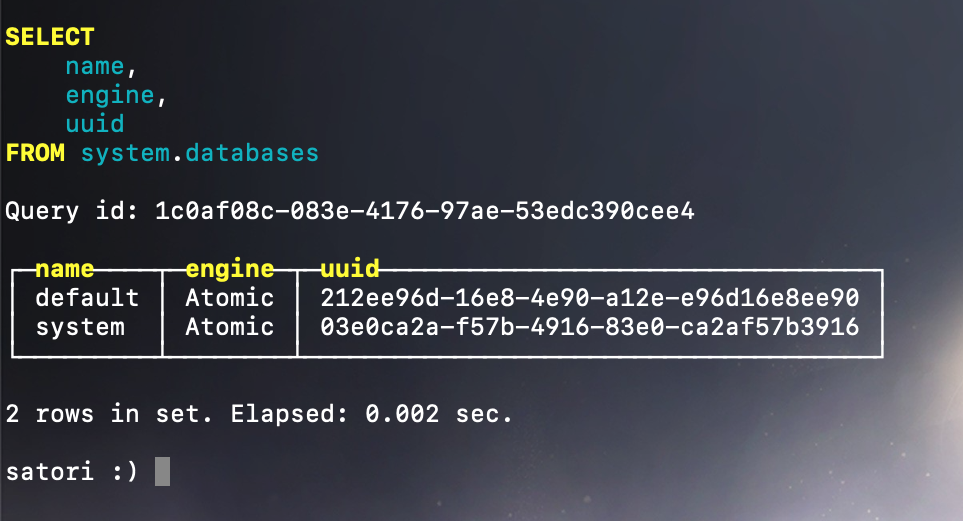 SELECT
    name,
    engine,
    uuid
FROM system.databases
Query id: 1c0af08c-083e-4176-97ae-53edc390cee4
name engine uuid
default Atomic 212ee96d-16e8-4e90-a12e-e96d16e8ee90
system Atomic 03e0ca2a-f57b-4916-83e0-ca2af57b3916
2 rows in set. Elapsed: 0.002 sec.
satori :)